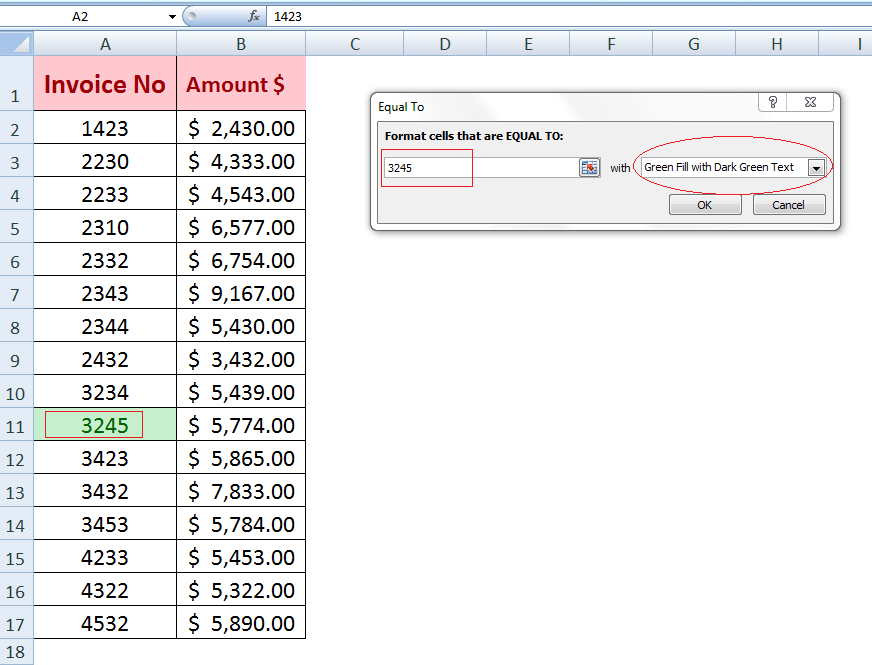 A2 fx 1423
A B C D E F G H I
1 Invoice No Amount $
2 1423 $ 2,430.00
3 2230 $ 4,333.00
4 2233 $ 4,543.00
5 2310 $ 6,577.00
6 2332 $ 6,754.00
7 2343 $ 9,167.00
8 2344 $ 5,430.00
9 2432 $ 3,432.00
10 3234 $ 5,439.00
11 3245 $ 5,774.00
12 3423 $ 5,865.00
13 3432 $ 7,833.00
14 3453 $ 5,784.00
15 4233 $ 5,453.00
16 4322 $ 5,322.00
17 4532 $ 5,890.00
18
Equal To ?
Format cells that are EQUAL TO:
3245 with Green Fill with Dark Green Text
OK Cancel